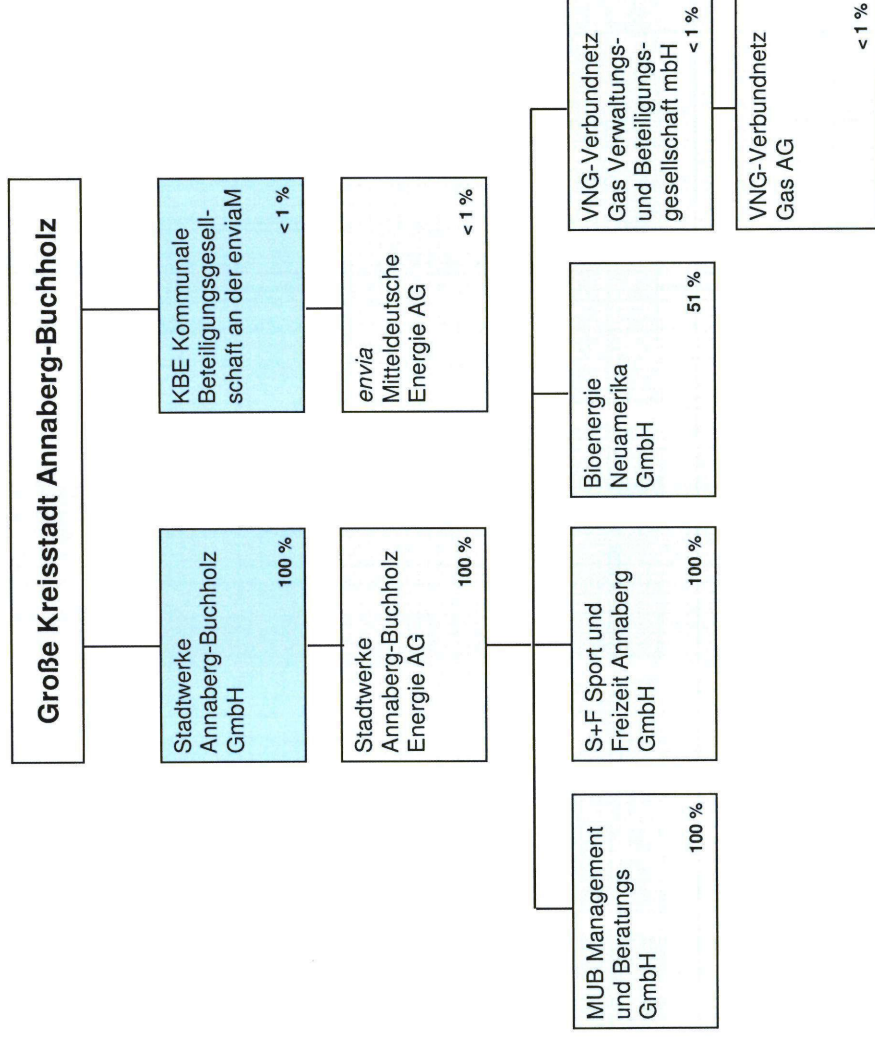 Große Kreisstadt Annaberg-Buchholz
Stadtwerke
Annaberg-Buchholz
GmbH
100 %
KBE Kommunale
Beteiligungsgesell-
schaft an der enviaM
< 1 %
Stadtwerke
Annaberg-Buchholz
Energie AG
100 %
envia
Mitteldeutsche
Energie AG
< 1 %
MUB Management
und Beratungs
GmbH
100 %
S+F Sport und
Freizeit Annaberg
GmbH
100 %
Bioenergie
Neuamerika
GmbH
51 %
VNG-Verbundnetz
Gas Verwaltungs-
und Beteiligungs-
gesellschaft mbH
< 1 %
VNG-Verbundnetz
Gas AG
< 1 %